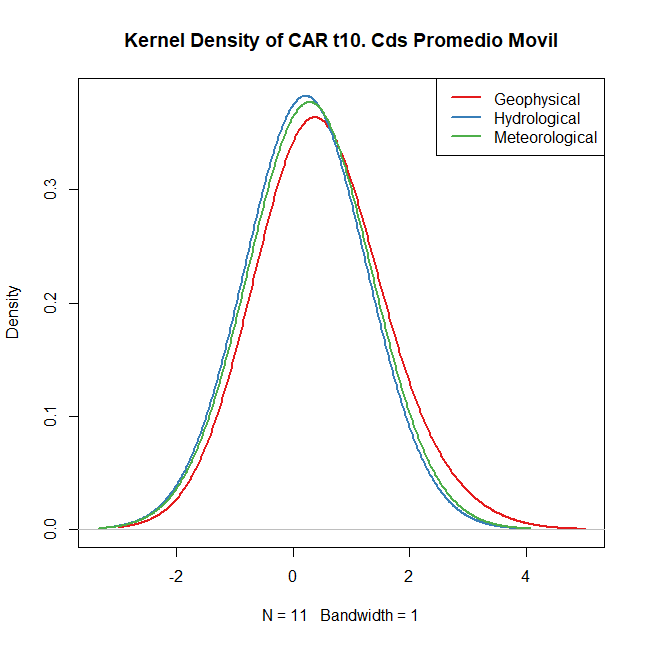 Kernel Density of CAR t10. Cds Promedio Movil
Geophysical
Hydrological
Meteorological
Density
0.3
0.2
0.1
0.0
-2 0 2 4
N = 11 Bandwidth = 1